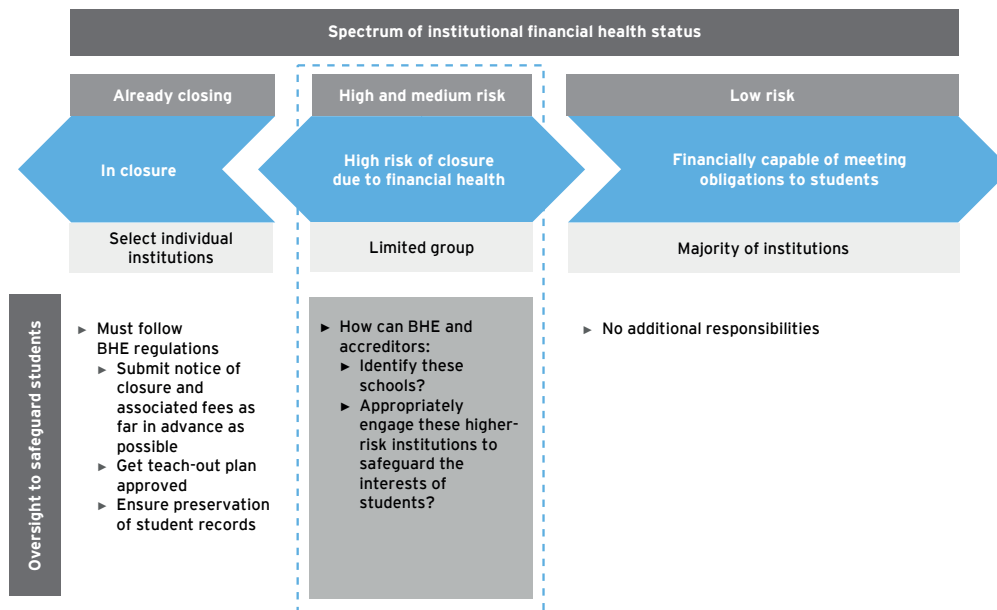 Spectrum of institutional financial health status
Already closing
High and medium risk
Low risk
In closure
High risk of closure
due to financial health
Financially capable of meeting
obligations to students
Select individual
institutions
Limited group
Majority of institutions
Oversight to safeguard students
► Must follow
BHE regulations
► Submit notice of
closure and
associated fees as
far in advance as
possible
► Get teach-out plan
approved
► Ensure preservation
of student records
► How can BHE and
accreditors:
► Identify these
schools?
► Appropriately
engage these higher-
risk institutions to
safeguard the
interests of
students?
► No additional responsibilities